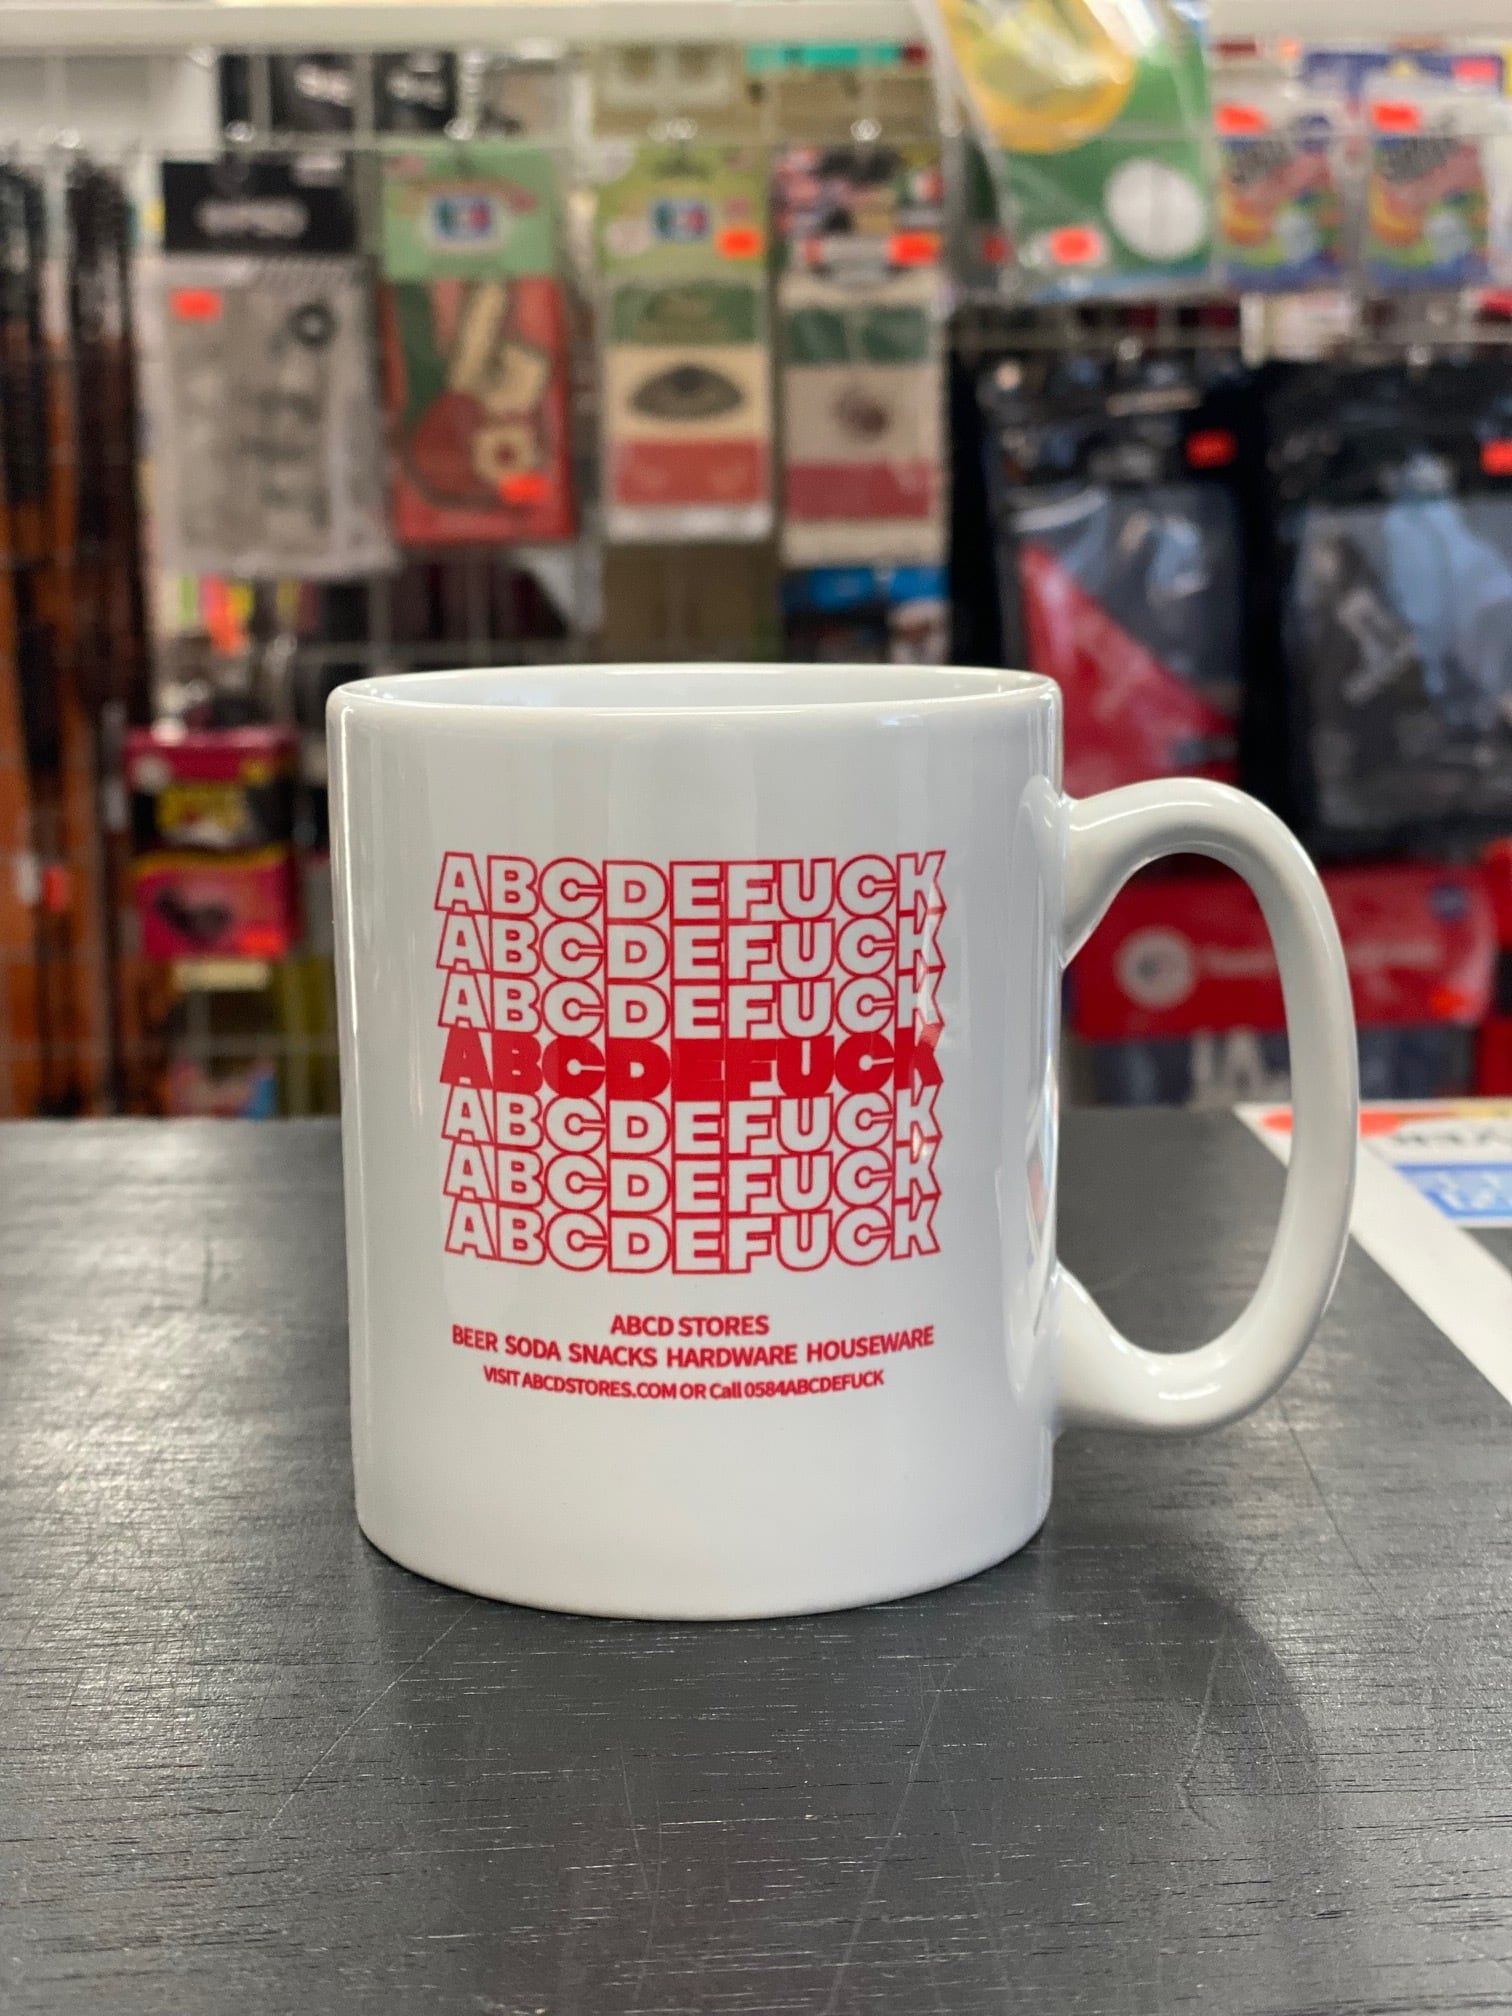 ABCDEFUCK
ABCDEFUCK
ABCDEFUCK
ABCDEFUCK
ABCDEFUCK
ABCDEFUCK
ABCDEFUCK
ABCD STORES
BEER SODA SNACKS HARDWARE HOUSEWARE
VISIT ABCDSTORES.COM OR Call 0584ABCDEFUCK